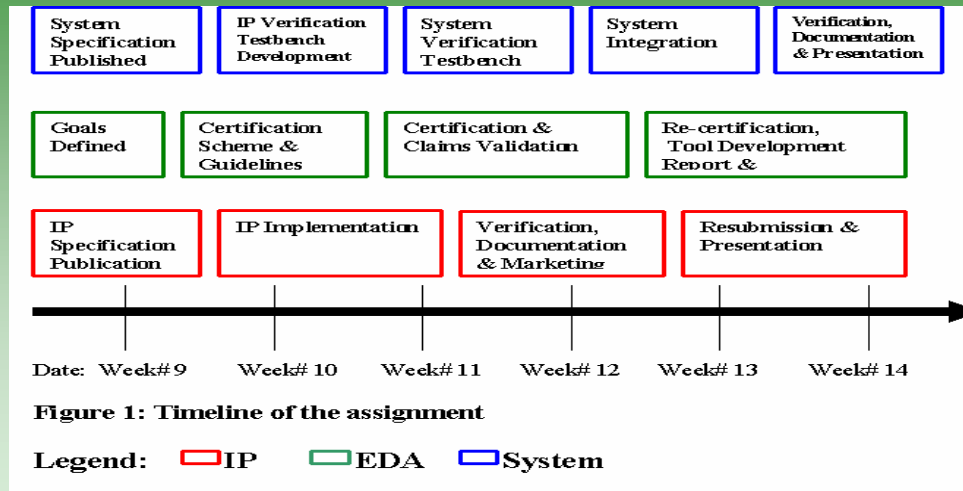 System
Specification
Published
IP Verification
Testbench
Development
System
Verification
Testbench
System
Integration
Verification,
Documentation
& Presentation
Goals
Defined
Certification
Scheme &
Guidelines
Certification &
Claims Validation
Re-certification,
Tool Development
Report &
IP
Specification
Publication
IP Implementation
Verification,
Documentation
& Marketing
Resubmission &
Presentation
Date: Week# 9 Week# 10 Week# 11 Week# 12 Week# 13 Week# 14
Figure 1: Timeline of the assignment
Legend: IP EDA System